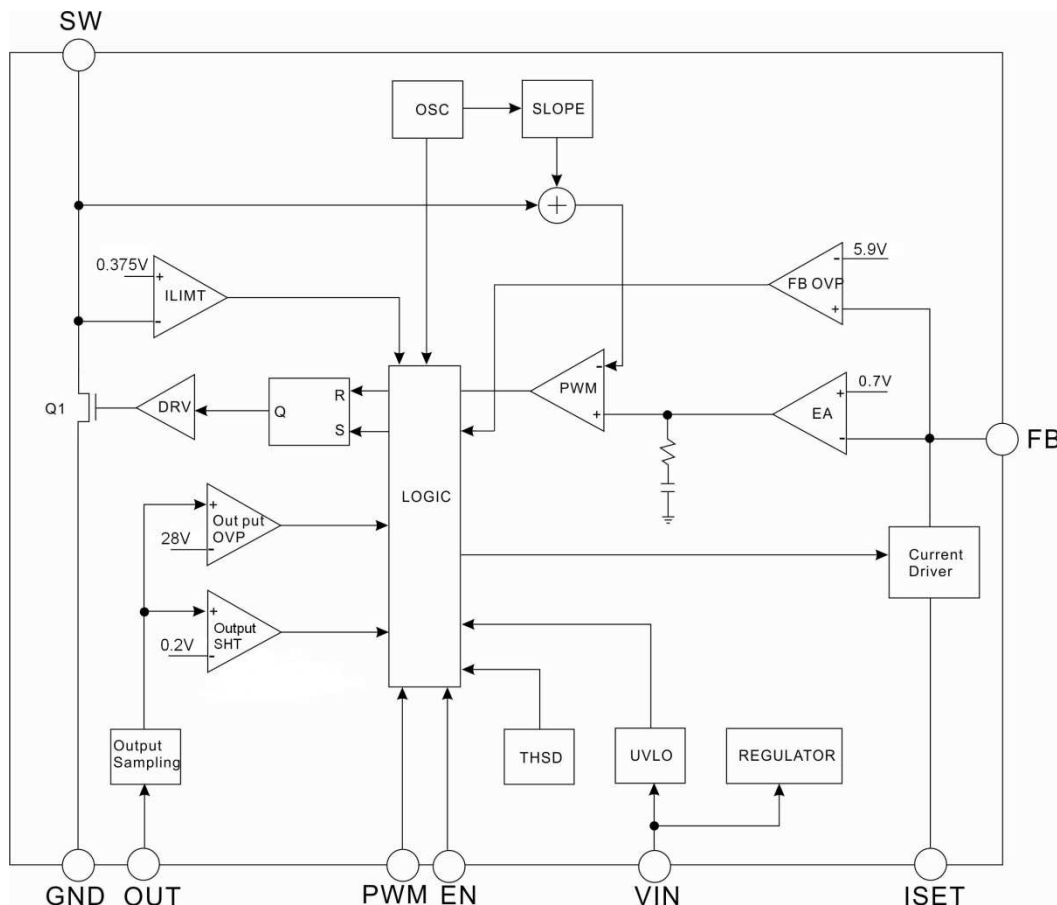 SW
OSC
SLOPE
+
5.9V
-
FB OVP
+
0.375V
+
ILIMT
-
-
PWM
+
0.7V
+
EA
-
FB
Q1
DRV
Q
R
S
LOGIC
+
Out put
OVP
28V
-
Current
Driver
+
Output
SHT
0.2V
-
Output
Sampling
THSD
UVLO
REGULATOR
GND
OUT
PWM
EN
VIN
ISET